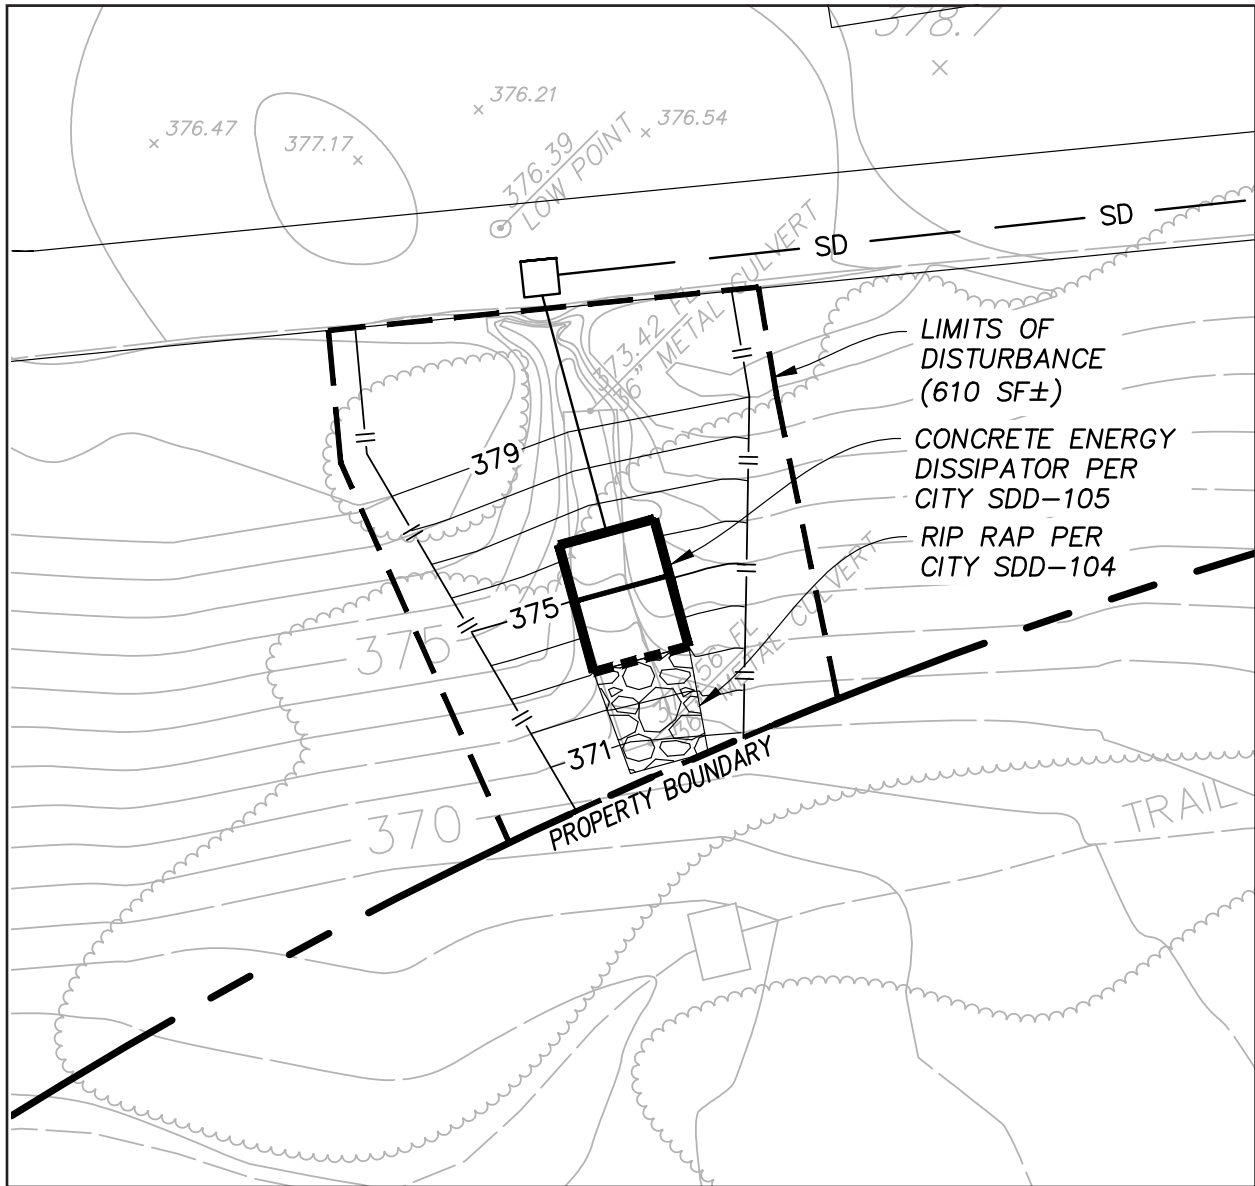 378.7
376.21
376.54
376.47
377.17
376.39
LOW POINT
SD
SD
373.42 FL
METAL CULVERT
LIMITS OF
DISTURBANCE
(610 SF±)
CONCRETE ENERGY
DISSIPATOR PER
CITY SDD-105
RIP RAP PER
CITY SDD-104
379
375
375
FL
METAL CULVERT
371
PROPERTY BOUNDARY
370
TRAIL